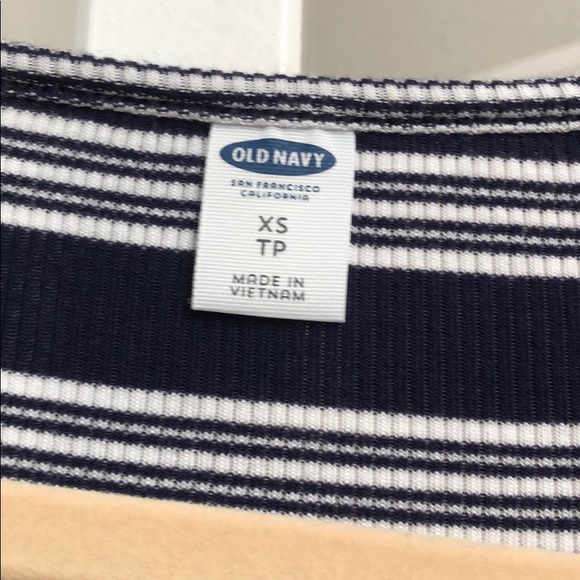 OLD NAVY
SAN FRANCISCO
CALIFORNIA
XS
TP
MADE IN
VIETNAM